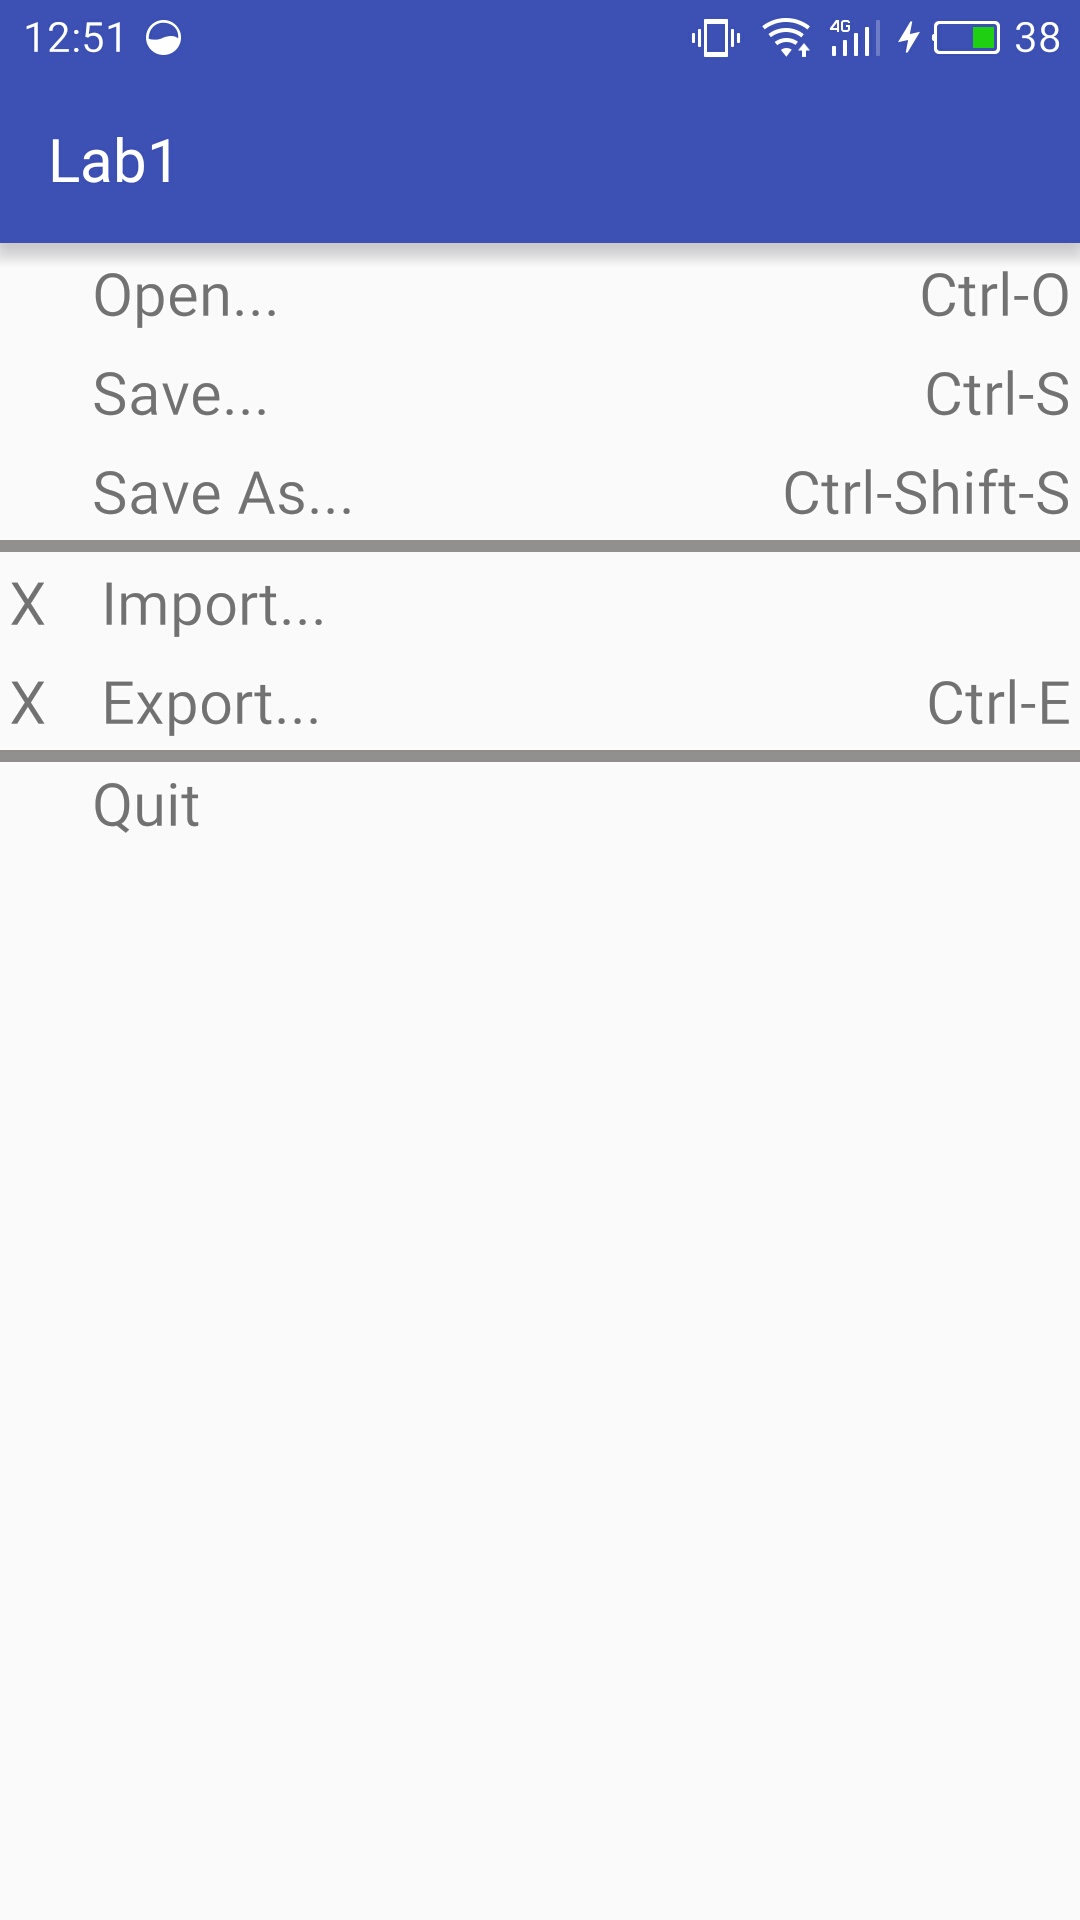 12:51 4G 38
Lab1
Open... Ctrl-O
Save... Ctrl-S
Save As... Ctrl-Shift-S
X Import...
X Export... Ctrl-E
Quit